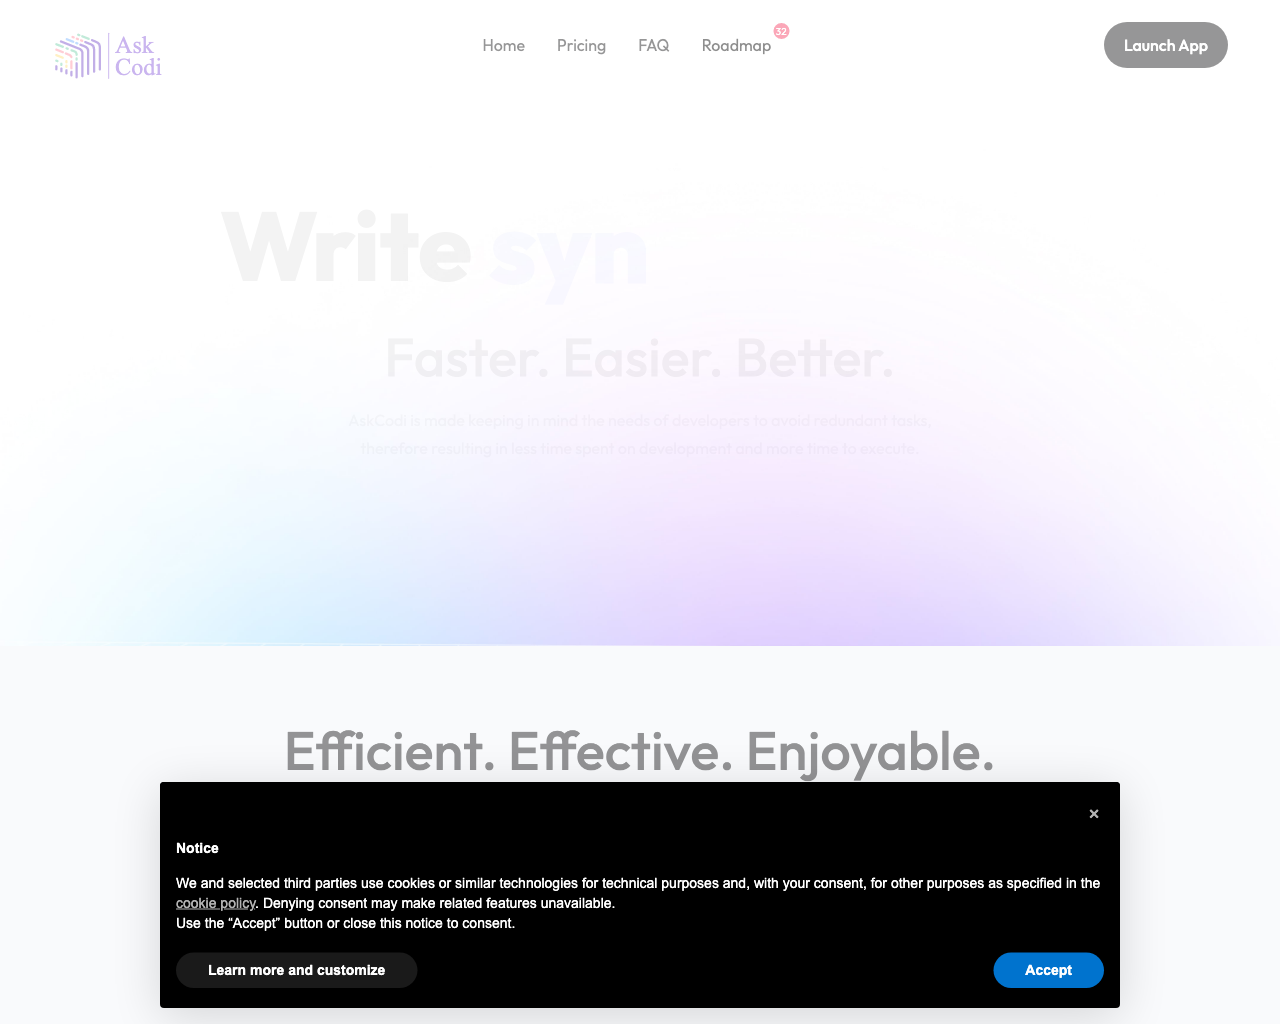 Ask
Codi
Home
Pricing
FAQ
Roadmap
32
Launch App
Write syn
Faster. Easier. Better.
AskCodi is made keeping in mind the needs of developers to avoid redundant tasks,
therefore resulting in less time spent on development and more time to execute.
Efficient. Effective. Enjoyable.
×
Notice
We and selected third parties use cookies or similar technologies for technical purposes and, with your consent, for other purposes as specified in the
cookie policy. Denying consent may make related features unavailable.
Use the “Accept” button or close this notice to consent.
Learn more and customize
Accept